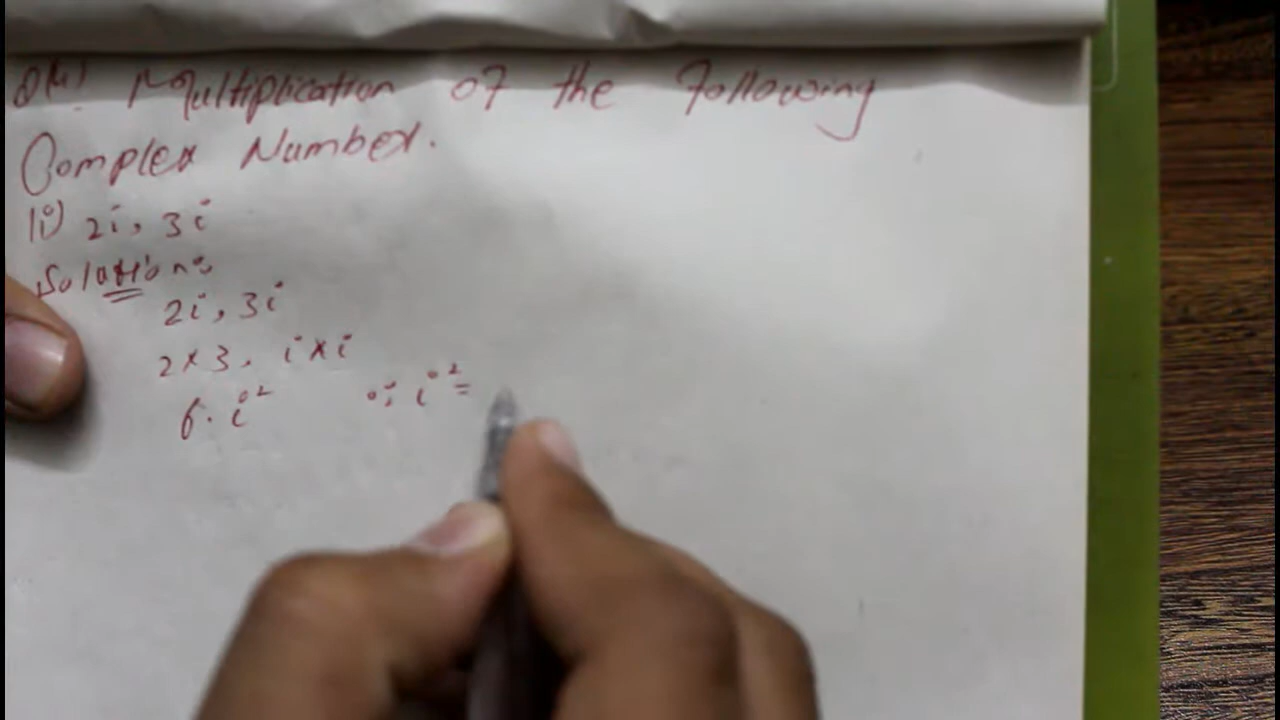 Multiplication of the Following
Complex Number.
(i) 2i, 3i
Solution:
2i, 3i
2 × 3, i × i
6. i² ∵ i² =